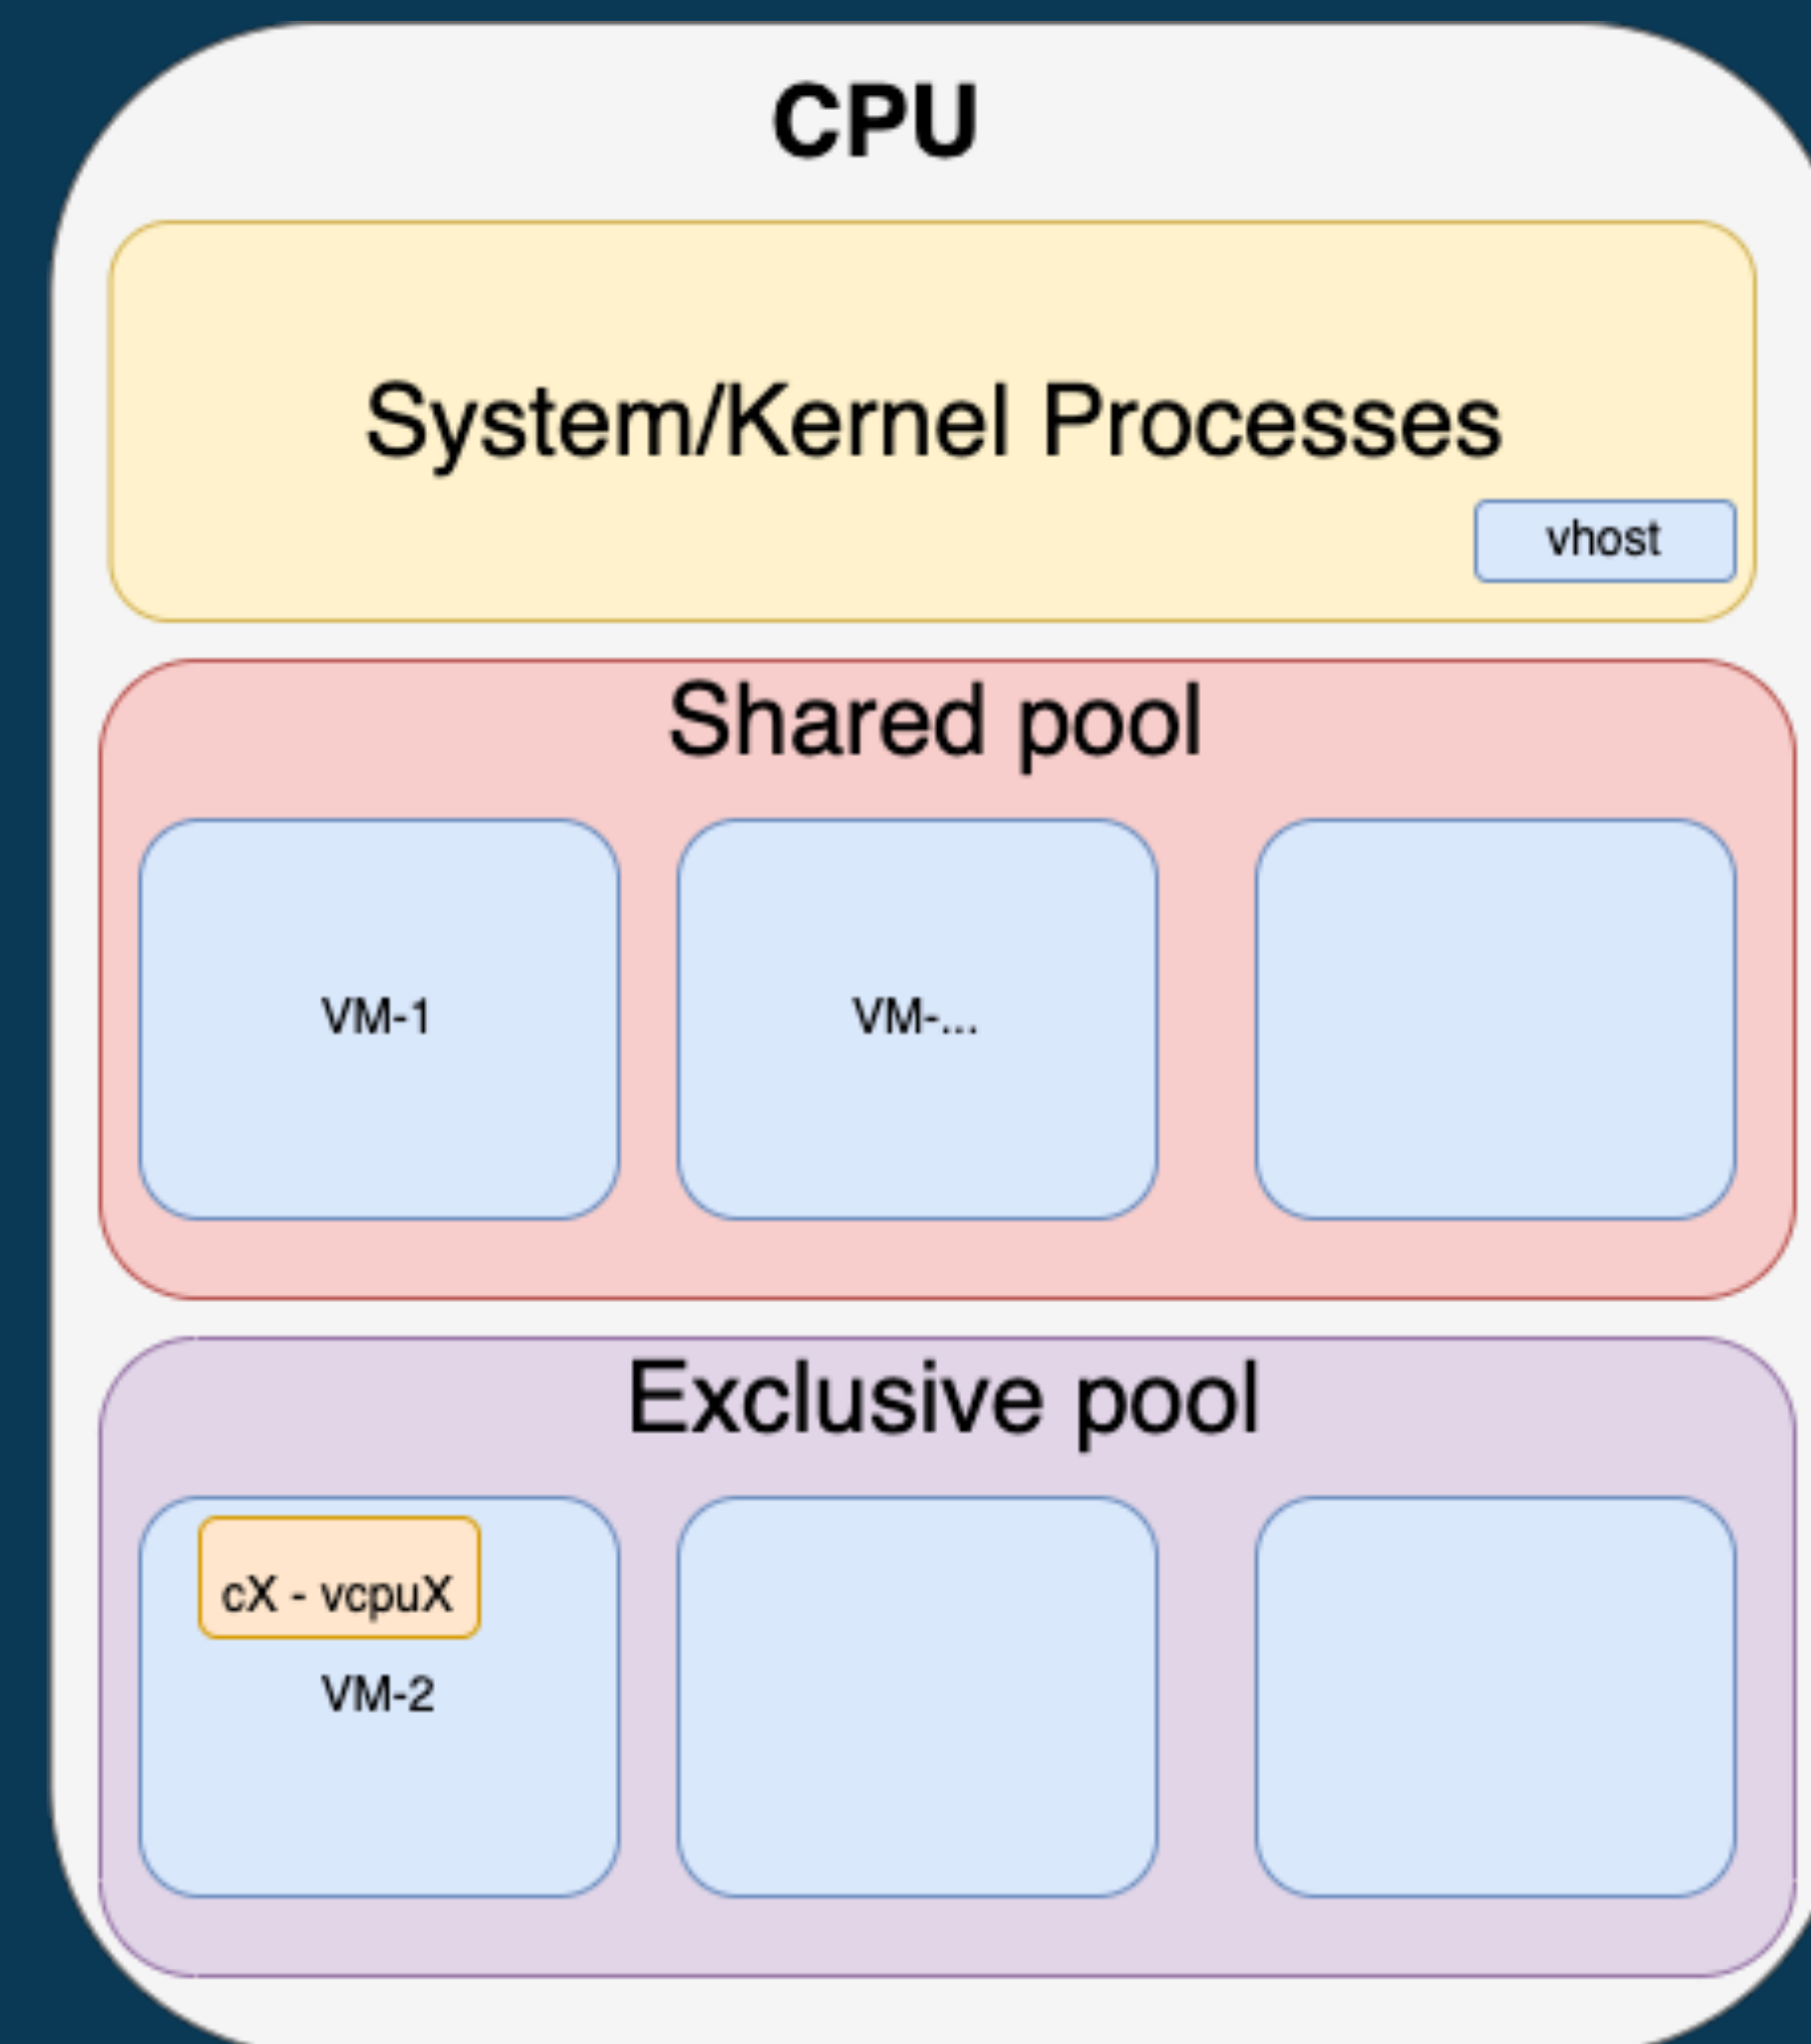 CPU
System/Kernel Processes
vhost
Shared pool
VM-1
VM-...
Exclusive pool
cX - vcpuX
VM-2